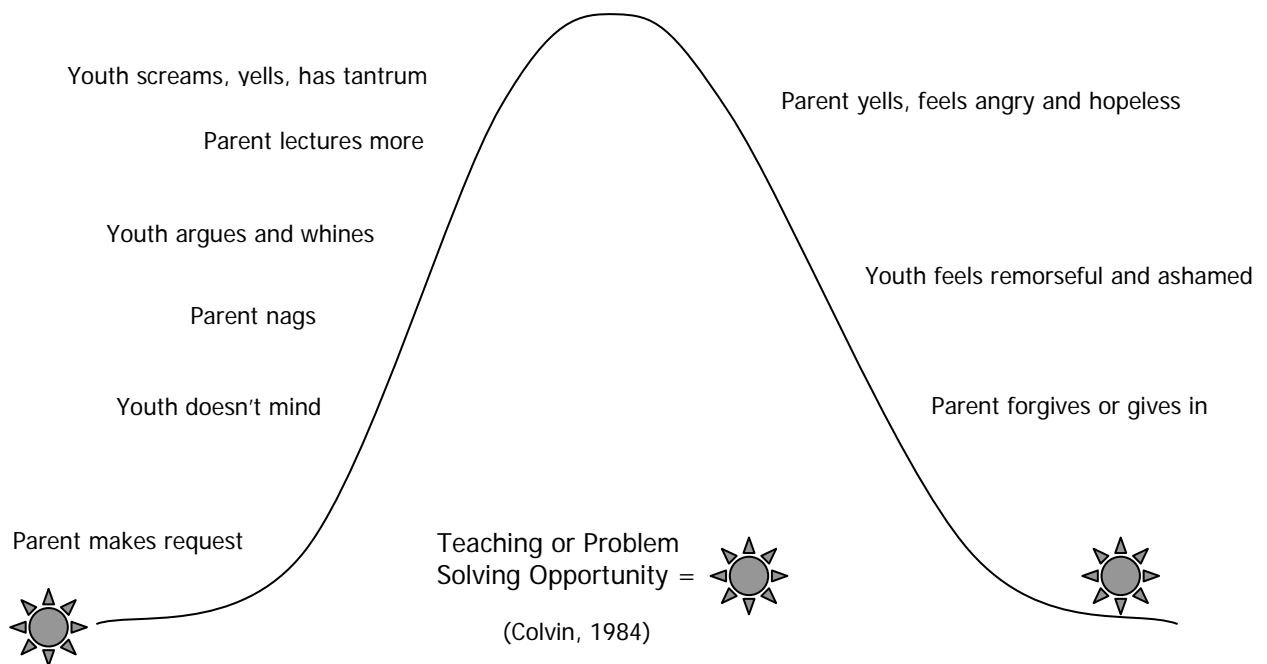 Youth screams, yells, has tantrum
Parent yells, feels angry and hopeless
Parent lectures more
Youth argues and whines
Youth feels remorseful and ashamed
Parent nags
Youth doesn't mind
Parent forgives or gives in
Parent makes request
Teaching or Problem
Solving Opportunity =
(Colvin, 1984)